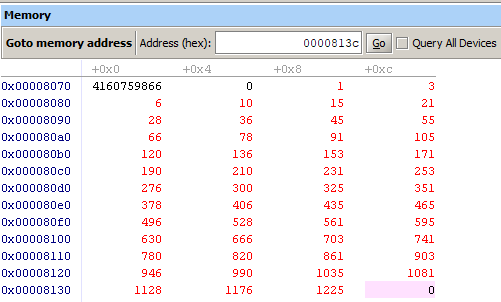 Memory
Goto memory address Address (hex): 0000813c Go Query All Devices
+0x0 +0x4 +0x8 +0xc
0x00008070 4160759866 0 1 3
0x00008080 6 10 15 21
0x00008090 28 36 45 55
0x000080a0 66 78 91 105
0x000080b0 120 136 153 171
0x000080c0 190 210 231 253
0x000080d0 276 300 325 351
0x000080e0 378 406 435 465
0x000080f0 496 528 561 595
0x00008100 630 666 703 741
0x00008110 780 820 861 903
0x00008120 946 990 1035 1081
0x00008130 1128 1176 1225 0